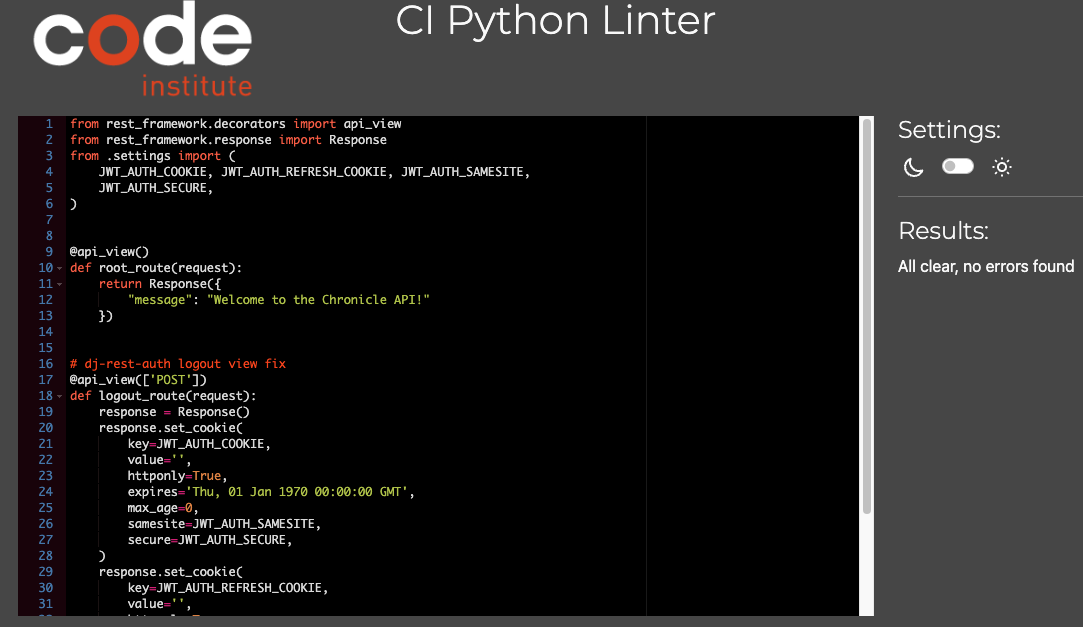 code
institute
CI Python Linter
1 from rest_framework.decorators import api_view
2 from rest_framework.response import Response
3 from .settings import (
4     JWT_AUTH_COOKIE, JWT_AUTH_REFRESH_COOKIE, JWT_AUTH_SAMESITE,
5     JWT_AUTH_SECURE,
6 )
7
8
9 @api_view()
10 def root_route(request):
11     return Response({
12         "message": "Welcome to the Chronicle API!"
13     })
14
15
16 # dj-rest-auth logout view fix
17 @api_view(['POST'])
18 def logout_route(request):
19     response = Response()
20     response.set_cookie(
21         key=JWT_AUTH_COOKIE,
22         value='',
23         httponly=True,
24         expires='Thu, 01 Jan 1970 00:00:00 GMT',
25         max_age=0,
26         samesite=JWT_AUTH_SAMESITE,
27         secure=JWT_AUTH_SECURE,
28     )
29     response.set_cookie(
30         key=JWT_AUTH_REFRESH_COOKIE,
31         value='',
Settings:
Results:
All clear, no errors found